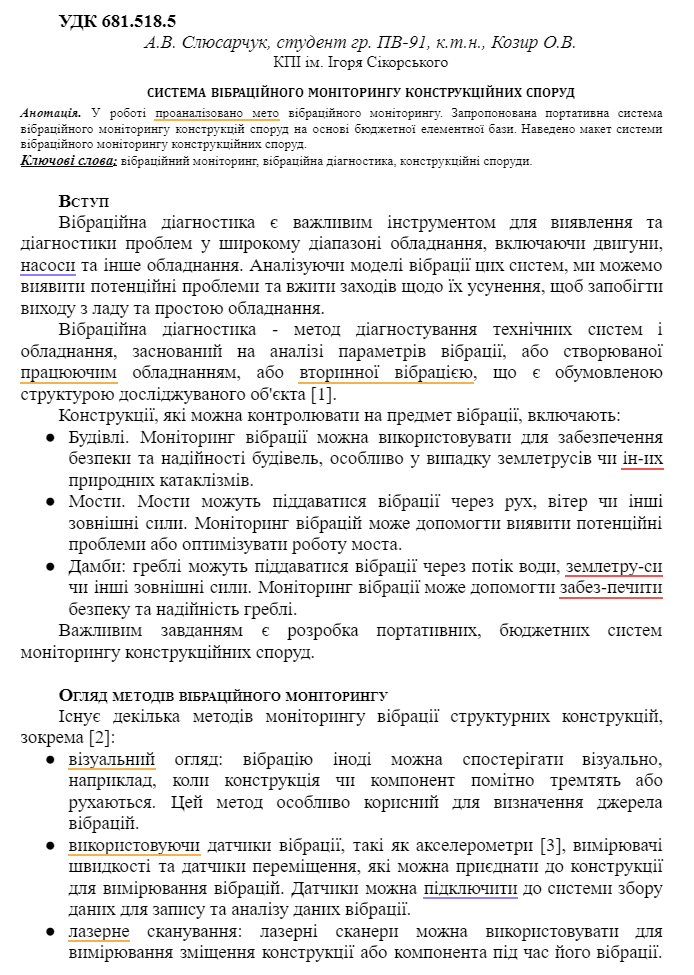 УДК 681.518.5
А.В. Слюсарчук, студент гр. ПВ-91, к.т.н., Козир О.В.
КПІ ім. Ігоря Сікорського
СИСТЕМА ВІБРАЦІЙНОГО МОНІТОРИНГУ КОНСТРУКЦІЙНИХ СПОРУД
Анотація. У роботі проаналізовано мето вібраційного моніторингу. Запропонована портативна система
вібраційного моніторингу конструкцій споруд на основі бюджетної елементної бази. Наведено макет системи
вібраційного моніторингу конструкційних споруд.
Ключові слова: вібраційний моніторинг, вібраційна діагностика, конструкційні споруди.
ВСТУП
Вібраційна діагностика є важливим інструментом для виявлення та
діагностики проблем у широкому діапазоні обладнання, включаючи двигуни,
насоси та інше обладнання. Аналізуючи моделі вібрації цих систем, ми можемо
виявити потенційні проблеми та вжити заходів щодо їх усунення, щоб запобігти
виходу з ладу та простою обладнання.
Вібраційна діагностика - метод діагностування технічних систем і
обладнання, заснований на аналізі параметрів вібрації, або створюваної
працюючим обладнанням, або вторинної вібрацією, що є обумовленою
структурою досліджуваного об'єкта [1].
Конструкції, які можна контролювати на предмет вібрації, включають:
● Будівлі. Моніторинг вібрації можна використовувати для забезпечення
безпеки та надійності будівель, особливо у випадку землетрусів чи ін-их
природних катаклізмів.
● Мости. Мости можуть піддаватися вібрації через рух, вітер чи інші
зовнішні сили. Моніторинг вібрацій може допомогти виявити потенційні
проблеми або оптимізувати роботу моста.
● Дамби: греблі можуть піддаватися вібрації через потік води, землетру-си
чи інші зовнішні сили. Моніторинг вібрації може допомогти забез-печити
безпеку та надійність греблі.
Важливим завданням є розробка портативних, бюджетних систем
моніторингу конструкційних споруд.
ОГЛЯД МЕТОДІВ ВІБРАЦІЙНОГО МОНІТОРИНГУ
Існує декілька методів моніторингу вібрації структурних конструкцій,
зокрема [2]:
● візуальний огляд: вібрацію іноді можна спостерігати візуально,
наприклад, коли конструкція чи компонент помітно тремтять або
рухаються. Цей метод особливо корисний для визначення джерела
вібрацій.
● використовуючи датчики вібрації, такі як акселерометри [3], вимірювачі
швидкості та датчики переміщення, які можна приєднати до конструкції
для вимірювання вібрацій. Датчики можна підключити до системи збору
даних для запису та аналізу даних вібрації.
● лазерне сканування: лазерні сканери можна використовувати для
вимірювання зміщення конструкції або компонента під час його вібрації.